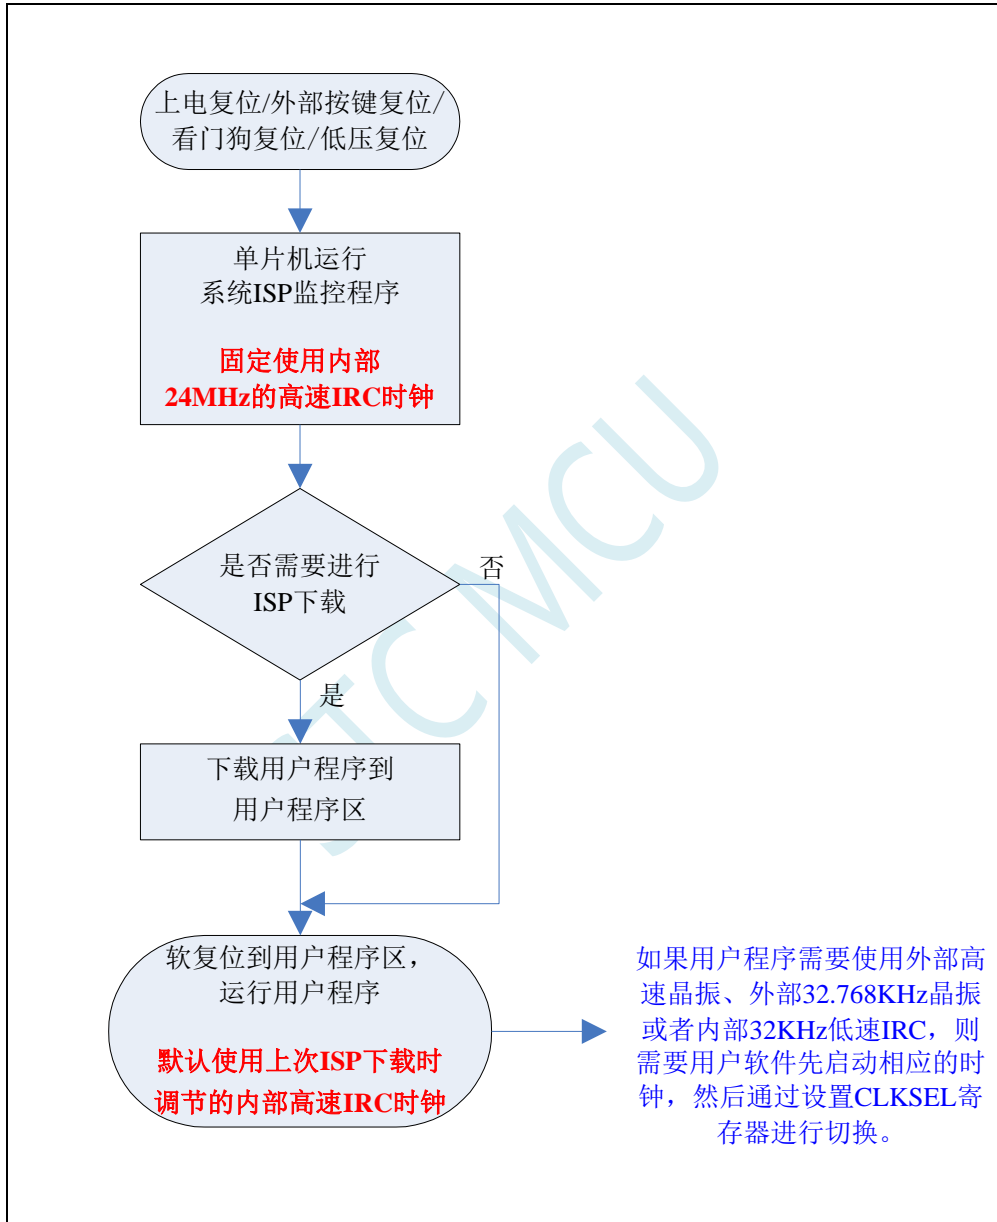 上电复位/外部按键复位/
看门狗复位/低压复位
单片机运行
系统ISP监控程序
固定使用内部
24MHz的高速IRC时钟
是否需要进行
ISP下载
否
是
下载用户程序到
用户程序区
软复位到用户程序区，
运行用户程序
默认使用上次ISP下载时
调节的内部高速IRC时钟
如果用户程序需要使用外部高
速晶振、外部32.768KHz晶振
或者内部32KHz低速IRC，则
需要用户软件先启动相应的时
钟，然后通过设置CLKSEL寄
存器进行切换。
STC MCU